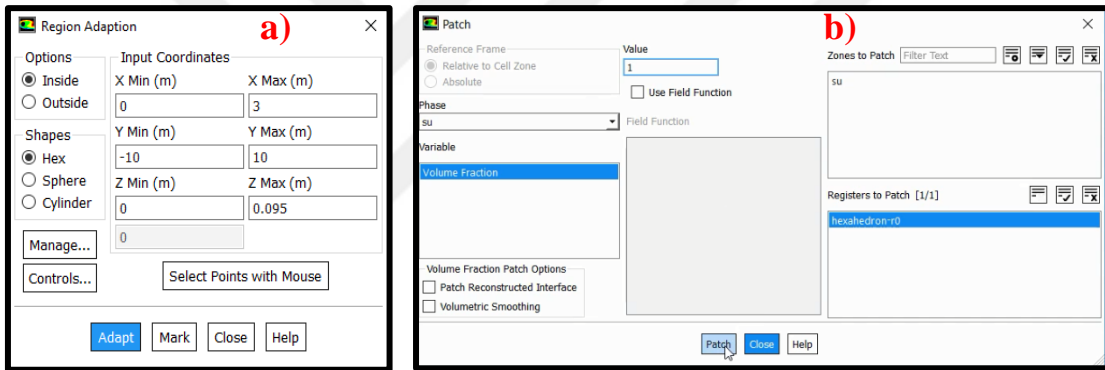 Region Adaption
a)
Options
Inside
Outside
Shapes
Hex
Sphere
Cylinder
Manage...
Controls...
Input Coordinates
X Min (m) X Max (m)
0 3
Y Min (m) Y Max (m)
-10 10
Z Min (m) Z Max (m)
0 0.095
0
Select Points with Mouse
Adapt Mark Close Help
Patch
b)
Reference Frame
Relative to Cell Zone
Absolute
Phase
su
Variable
Volume Fraction
Volume Fraction Patch Options
Patch Reconstructed Interface
Volumetric Smoothing
Value
1
Use Field Function
Field Function
Zones to Patch Filter Text
su
Registers to Patch [1/1]
hexahedron-r0
Patch Close Help